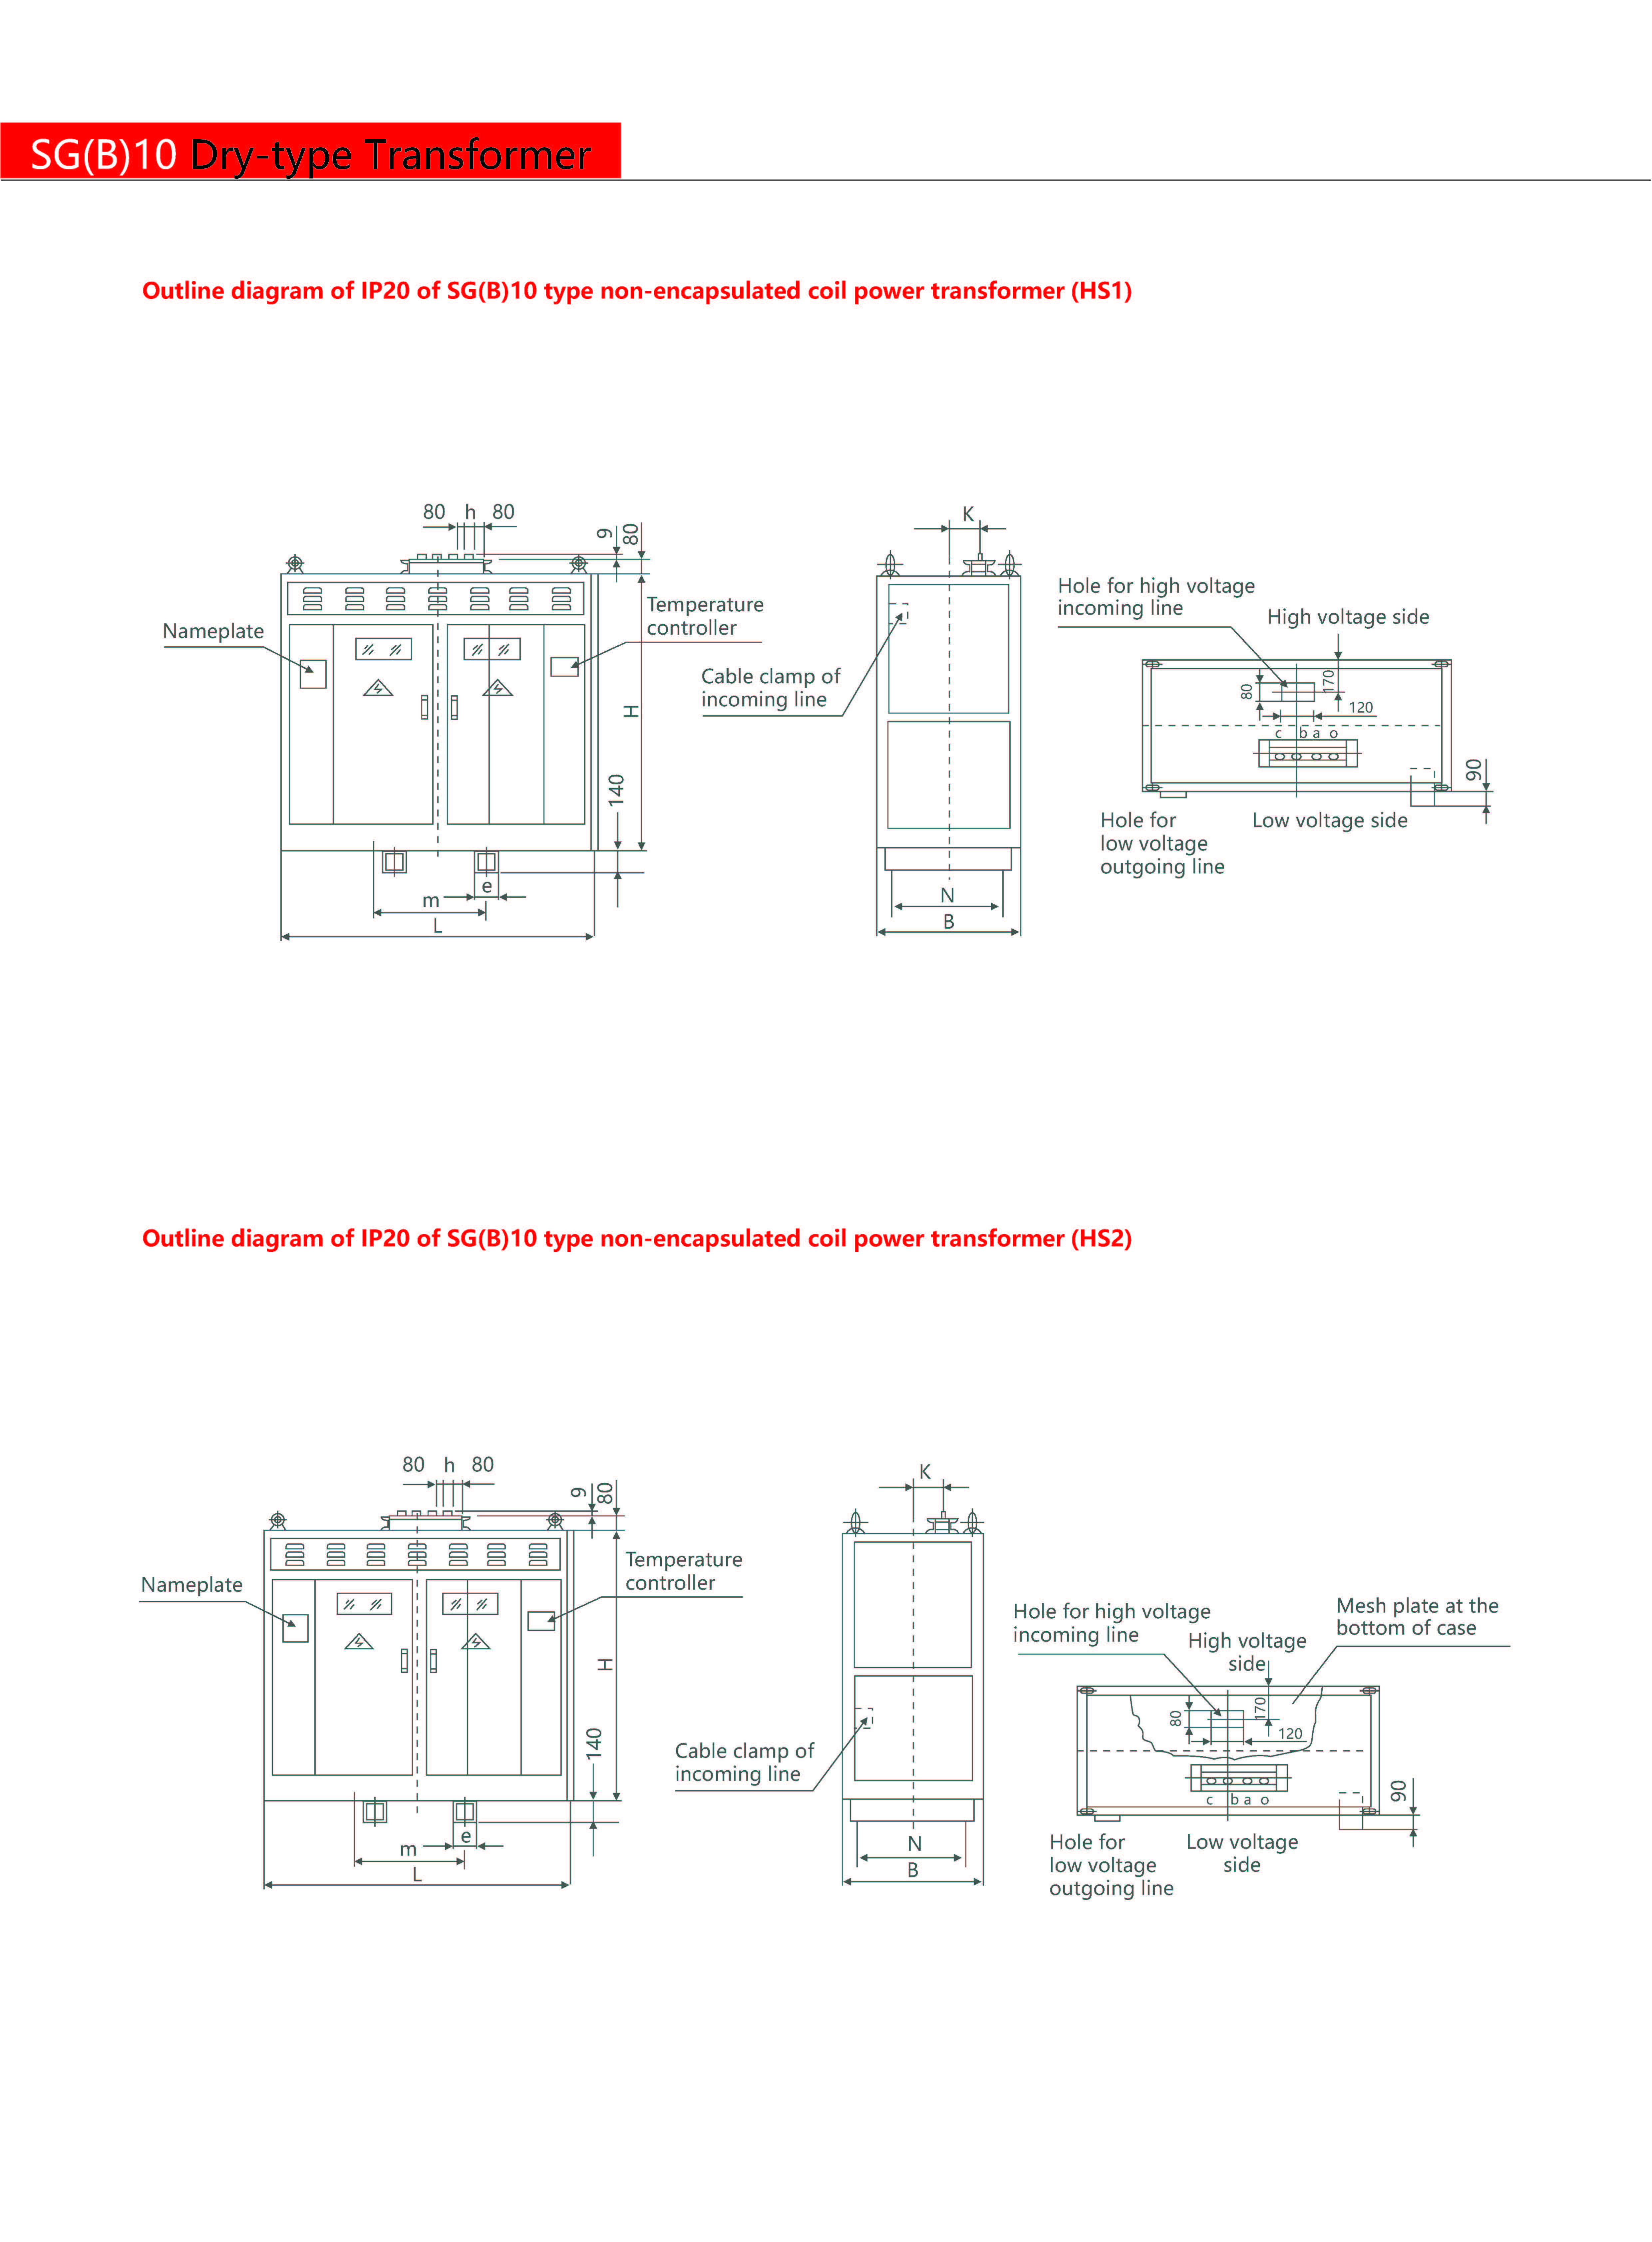 SG(B)10 Dry-type Transformer
Outline diagram of IP20 of SG(B)10 type non-encapsulated coil power transformer (HS1)
80 h 80
9
80
Nameplate
Temperature
controller
H
140
e
m
L
K
Cable clamp of
incoming line
N
B
Hole for high voltage
incoming line
High voltage side
80
170
120
c b a o
90
Hole for
low voltage
outgoing line
Low voltage side
Outline diagram of IP20 of SG(B)10 type non-encapsulated coil power transformer (HS2)
80 h 80
9
80
Nameplate
Temperature
controller
H
140
e
m
L
K
Cable clamp of
incoming line
N
B
Hole for high voltage
incoming line
High voltage
side
Mesh plate at the
bottom of case
80
170
120
c b a o
90
Hole for
low voltage
outgoing line
Low voltage
side